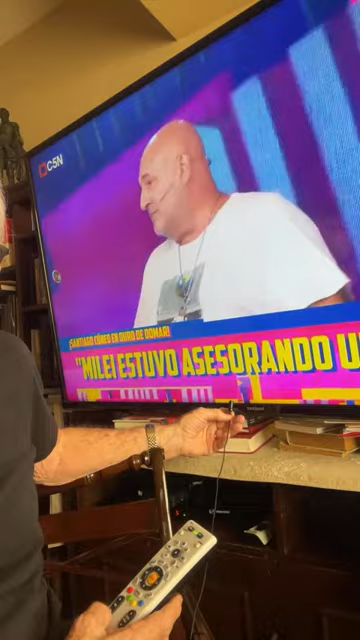 C5N
¡SANTIAGO CÚNEO EN DURO DE DOMAR!
"MILEI ESTUVO ASESORANDO U